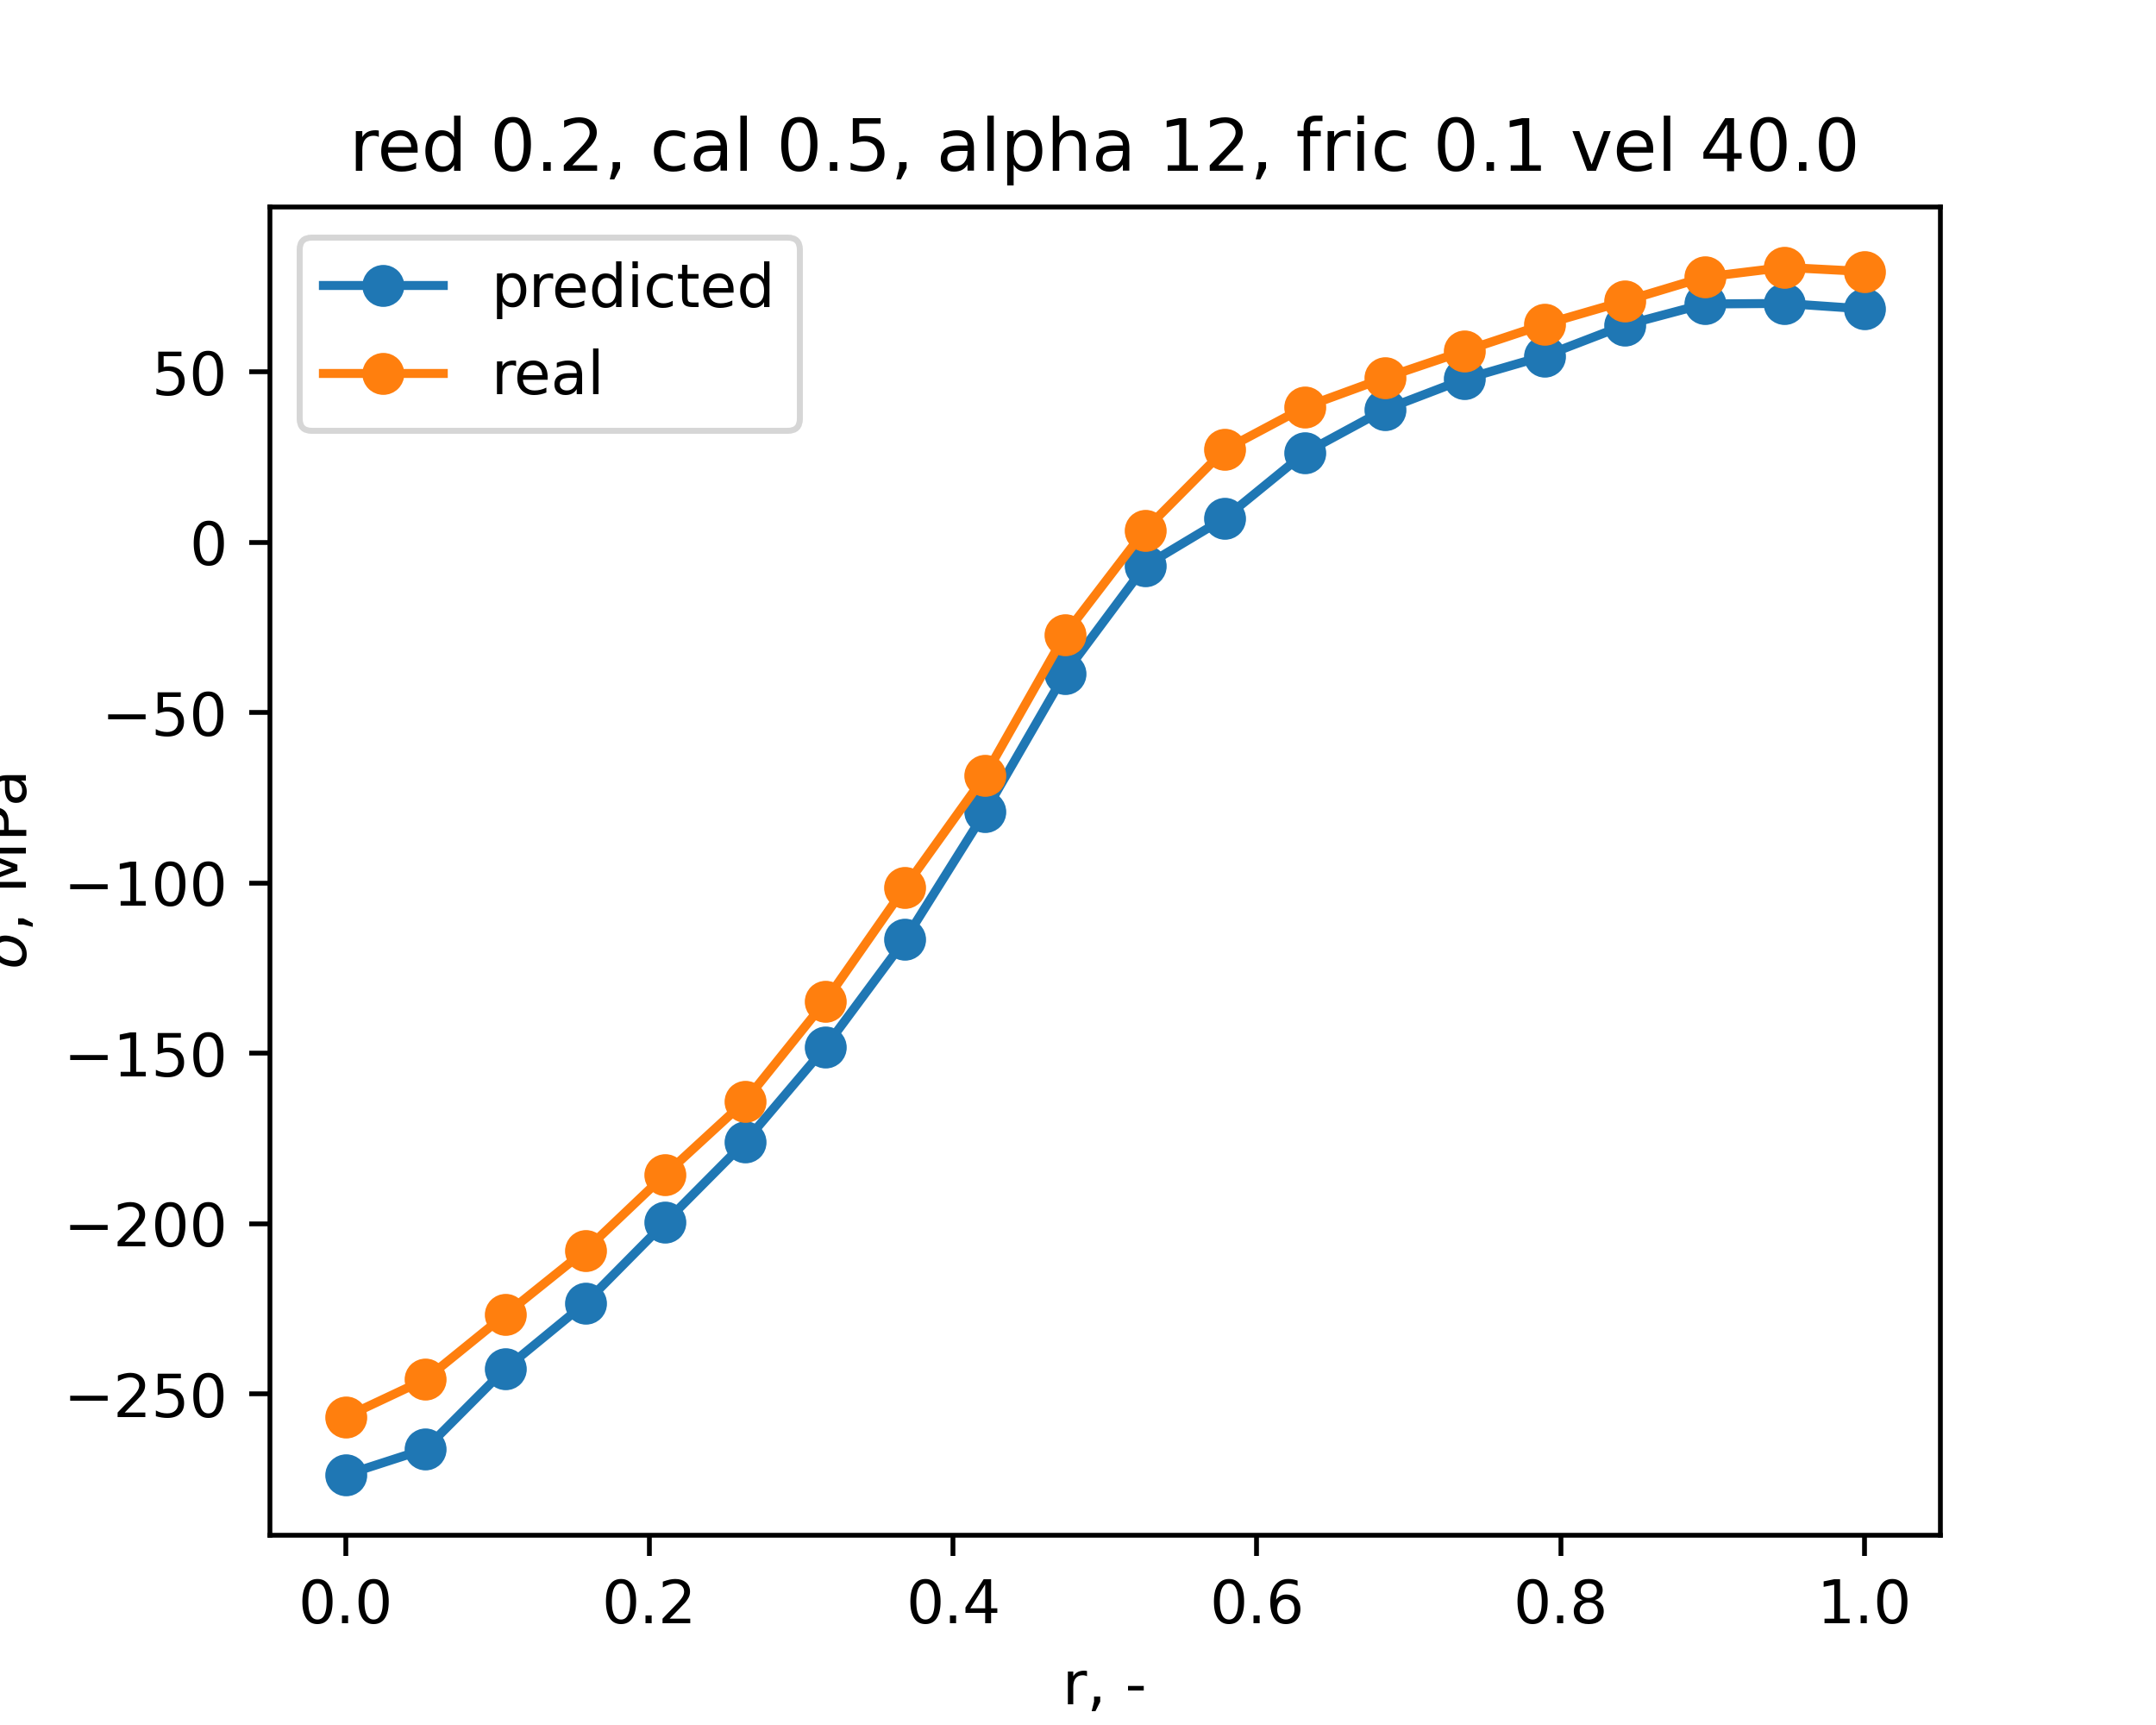 red 0.2, cal 0.5, alpha 12, fric 0.1 vel 40.0
predicted
real
50
0
−50
−100
−150
−200
−250
σ, MPa
0.0 0.2 0.4 0.6 0.8 1.0
r, -